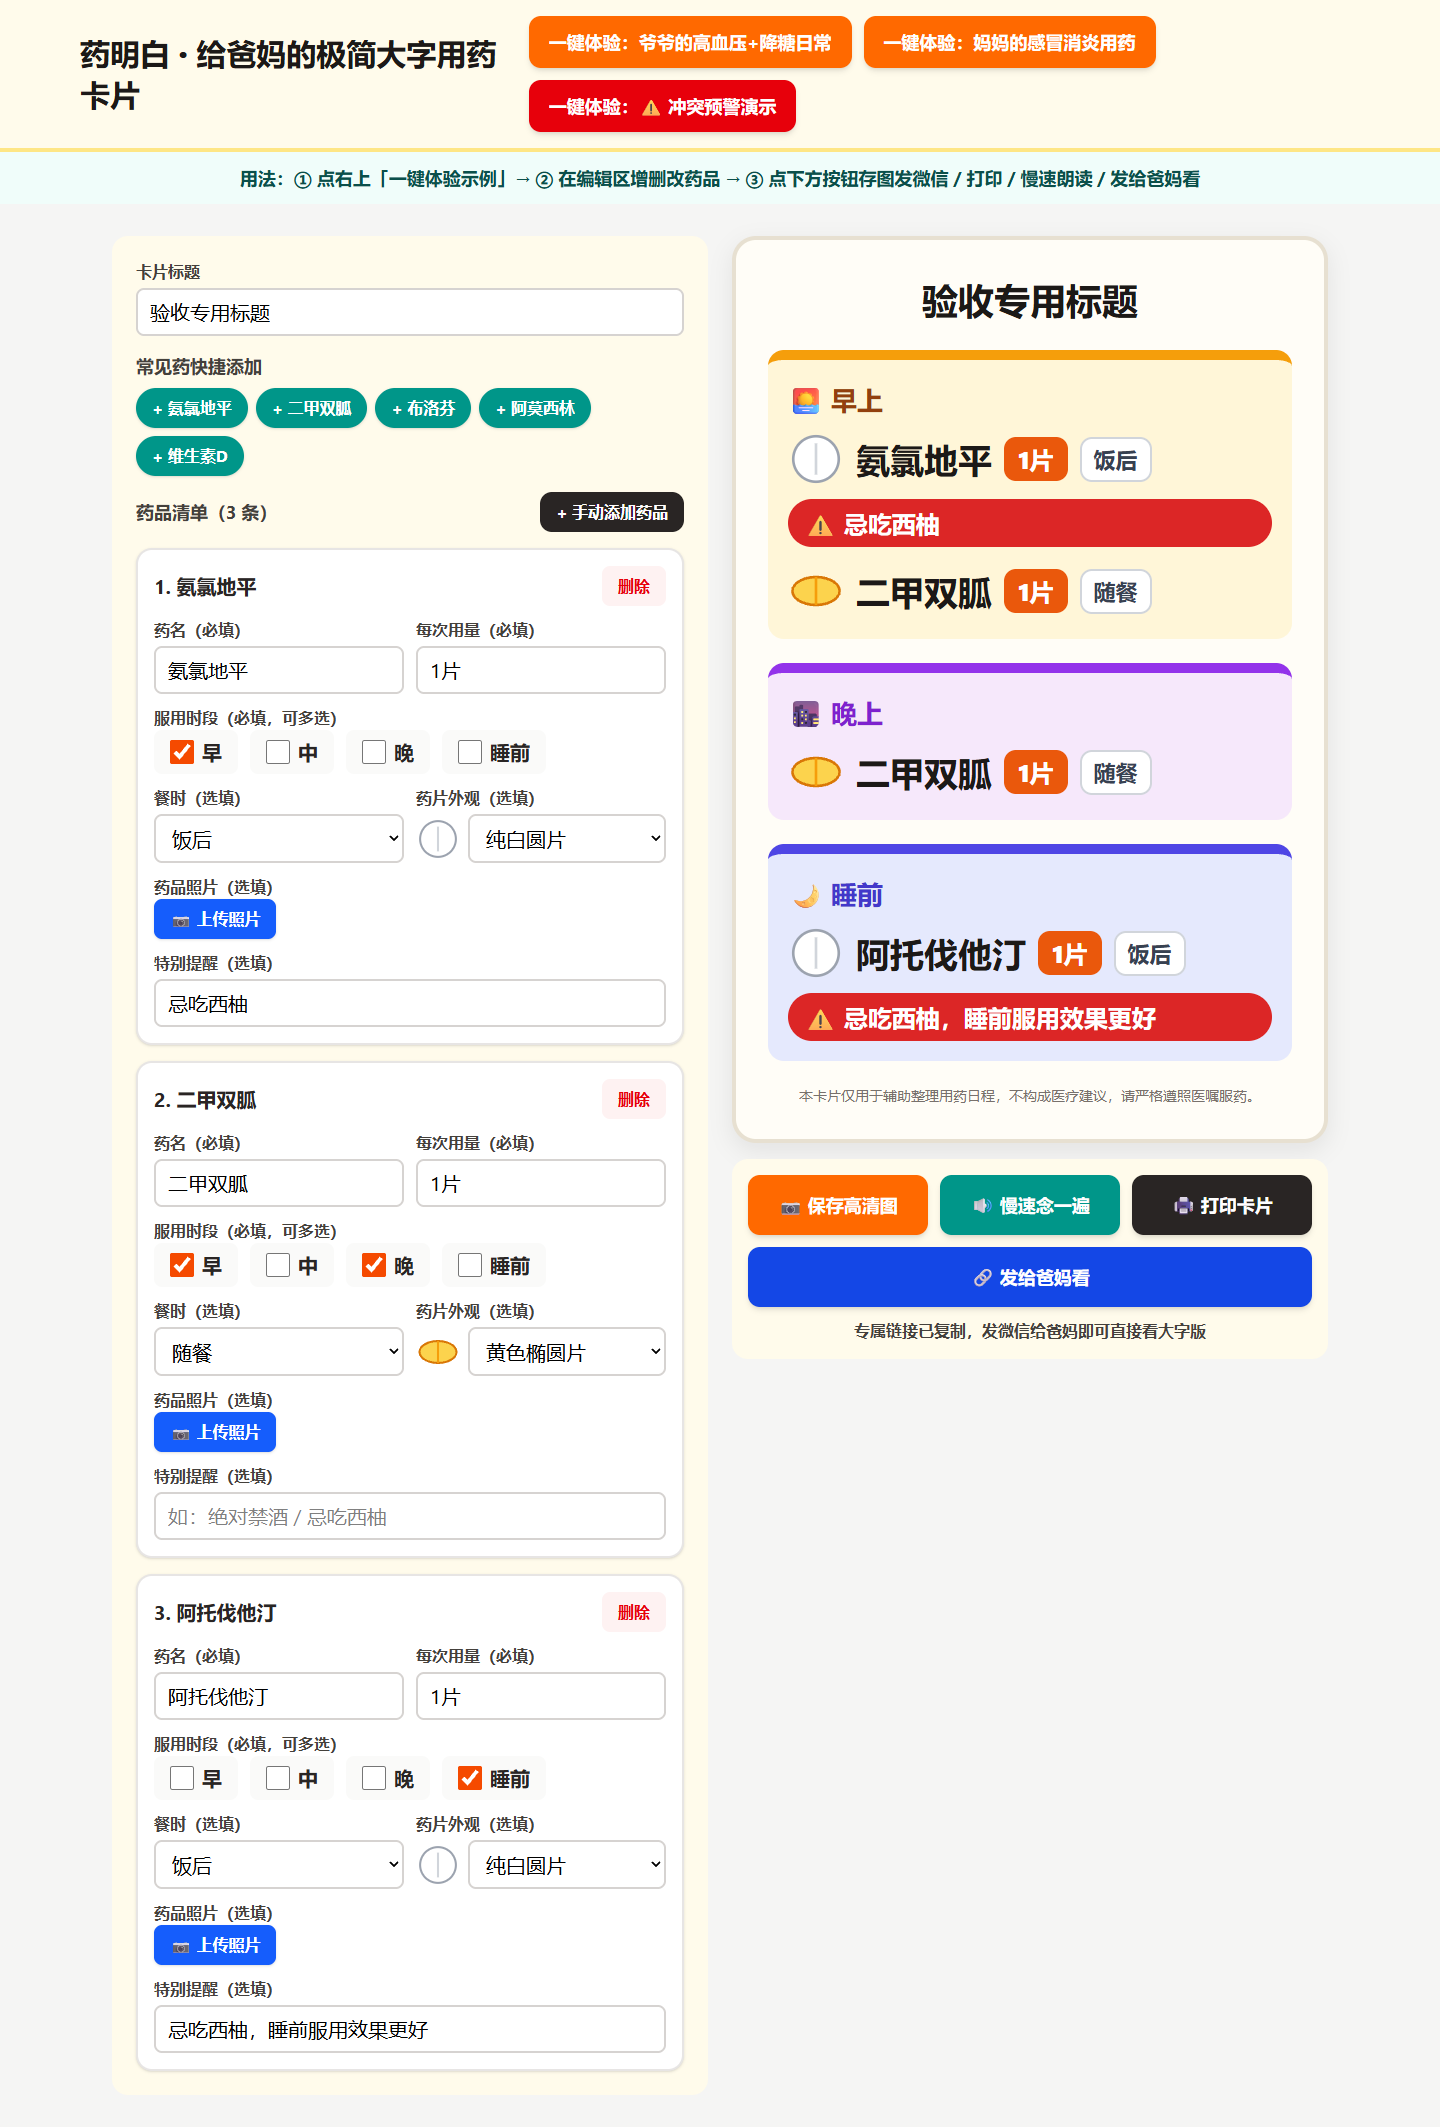 药明白 · 给爸妈的极简大字用药
卡片
一键体验：爷爷的高血压+降糖日常
一键体验：妈妈的感冒消炎用药
一键体验：⚠️ 冲突预警演示
用法：① 点右上「一键体验示例」→ ② 在编辑区增删改药品 → ③ 点下方按钮存图发微信 / 打印 / 慢速朗读 / 发给爸妈看
卡片标题
验收专用标题
常见药快捷添加
+ 氨氯地平
+ 二甲双胍
+ 布洛芬
+ 阿莫西林
+ 维生素D
药品清单（3 条）
+ 手动添加药品
1. 氨氯地平
删除
药名（必填）
每次用量（必填）
氨氯地平
1片
服用时段（必填，可多选）
早
中
晚
睡前
餐时（选填）
药片外观（选填）
饭后
纯白圆片
药品照片（选填）
📷 上传照片
特别提醒（选填）
忌吃西柚
2. 二甲双胍
删除
药名（必填）
每次用量（必填）
二甲双胍
1片
服用时段（必填，可多选）
早
中
晚
睡前
餐时（选填）
药片外观（选填）
随餐
黄色椭圆片
药品照片（选填）
📷 上传照片
特别提醒（选填）
如：绝对禁酒 / 忌吃西柚
3. 阿托伐他汀
删除
药名（必填）
每次用量（必填）
阿托伐他汀
1片
服用时段（必填，可多选）
早
中
晚
睡前
餐时（选填）
药片外观（选填）
饭后
纯白圆片
药品照片（选填）
📷 上传照片
特别提醒（选填）
忌吃西柚，睡前服用效果更好
验收专用标题
🌅 早上
氨氯地平 1片 饭后
⚠️ 忌吃西柚
二甲双胍 1片 随餐
🌆 晚上
二甲双胍 1片 随餐
🌙 睡前
阿托伐他汀 1片 饭后
⚠️ 忌吃西柚，睡前服用效果更好
本卡片仅用于辅助整理用药日程，不构成医疗建议，请严格遵照医嘱服药。
📷 保存高清图
🔊 慢速念一遍
🖨️ 打印卡片
🔗 发给爸妈看
专属链接已复制，发微信给爸妈即可直接看大字版